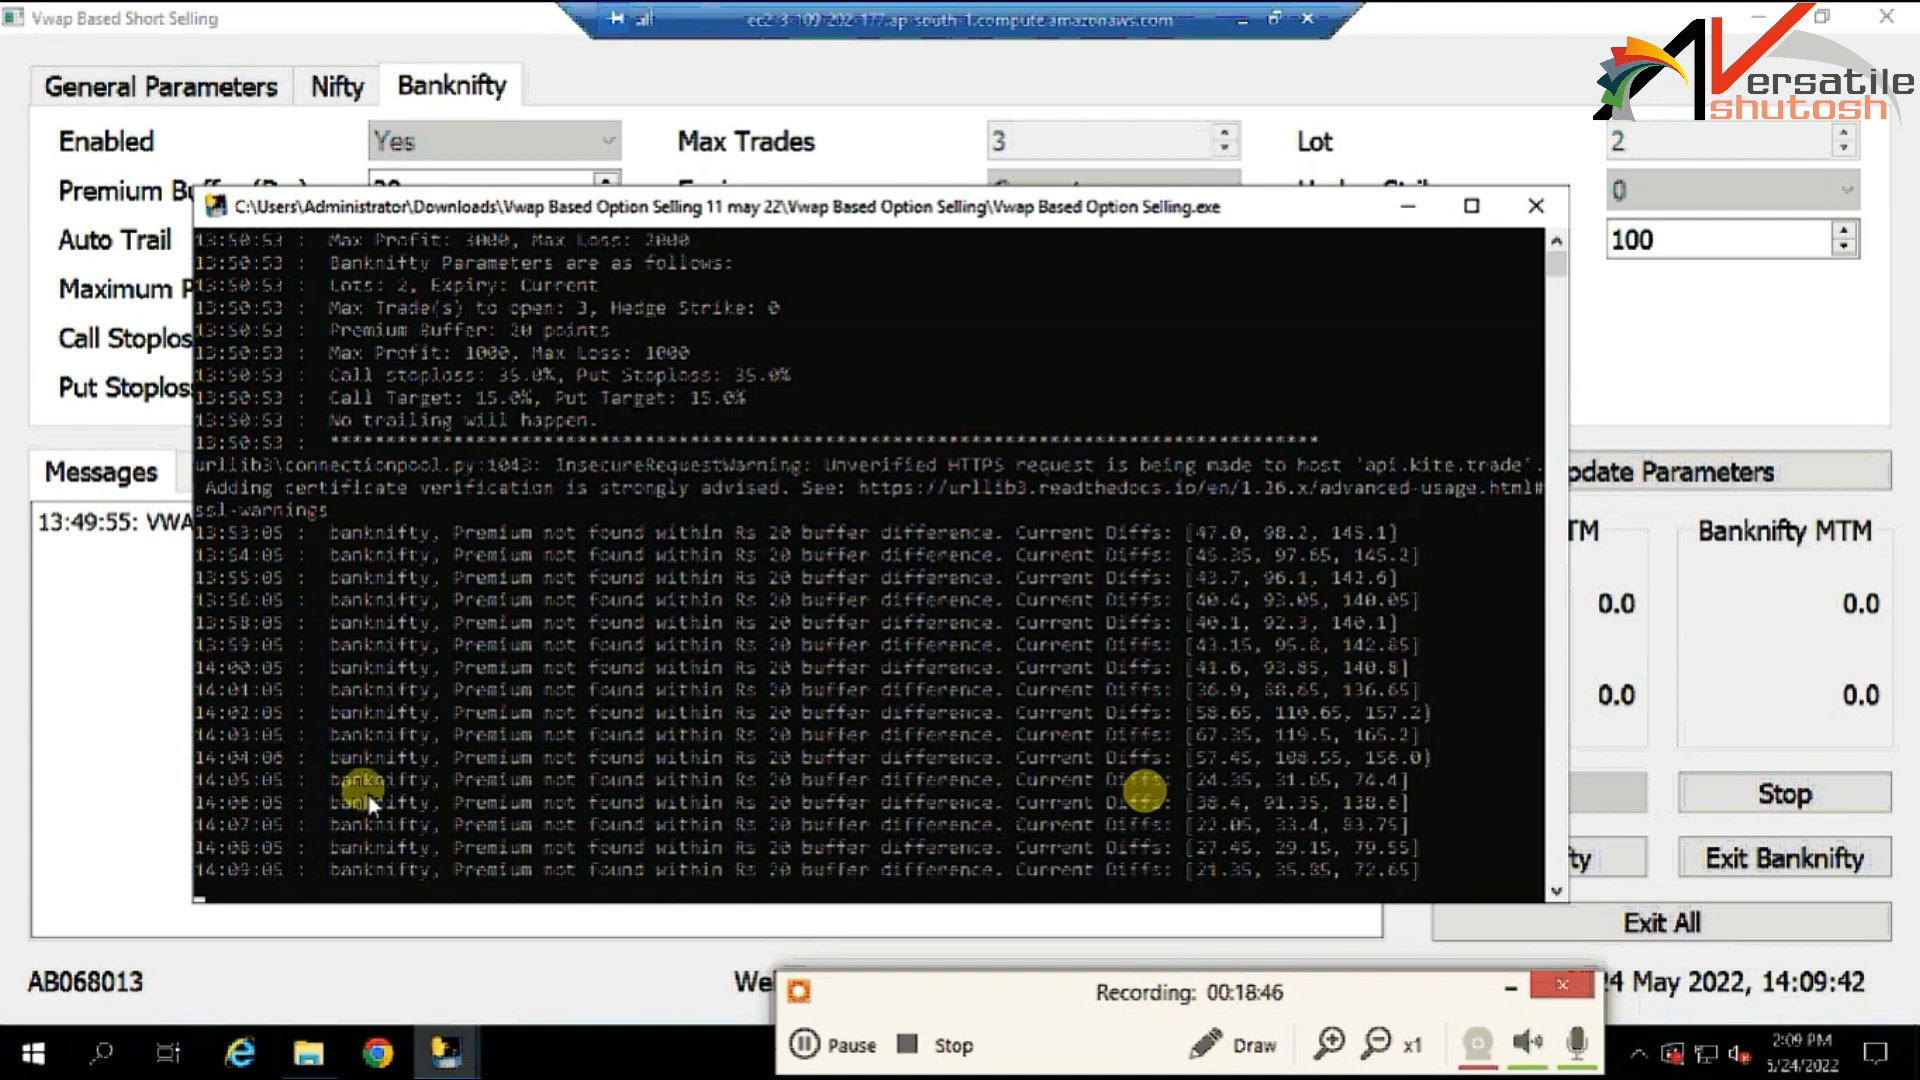 Vwap Based Short Selling
ec2-3-109-202-177.ap-south-1.compute.amazonaws.com
Versatile
Ashutosh
General Parameters
Nifty
Banknifty
Enabled
Yes
Max Trades
3
Lot
2
Premium
0
Auto Trail
100
Maximum
Call
Put
C:\Users\Administrator\Downloads\Vwap Based Option Selling 11 may 22\Vwap Based Option Selling\Vwap Based Option Selling.exe
13:50:53 : Max Profit: 3000, Max Loss: 2000
13:50:53 : Banknifty Parameters are as follows:
13:50:53 : Lots: 2, Expiry: Current
13:50:53 : Max Trade(s) to open: 3, Hedge Strike: 0
13:50:53 : Premium Buffer: 20 points
13:50:53 : Max Profit: 1000, Max Loss: 1000
13:50:53 : Call stoploss: 35.0%, Put Stoploss: 35.0%
13:50:53 : Call Target: 15.0%, Put Target: 15.0%
13:50:53 : No trailing will happen.
13:50:53 : ****************************************************************************************
urllib3\connectionpool.py:1043: InsecureRequestWarning: Unverified HTTPS request is being made to host 'api.kite.trade'.
Adding certificate verification is strongly advised. See: https://urllib3.readthedocs.io/en/1.26.x/advanced-usage.html#
ssl-warnings
13:53:05 : banknifty, Premium not found within Rs 20 buffer difference. Current Diffs: [47.0, 98.2, 145.1]
13:54:05 : banknifty, Premium not found within Rs 20 buffer difference. Current Diffs: [45.35, 97.65, 145.2]
13:55:05 : banknifty, Premium not found within Rs 20 buffer difference. Current Diffs: [43.7, 96.1, 142.6]
13:56:05 : banknifty, Premium not found within Rs 20 buffer difference. Current Diffs: [40.4, 93.05, 140.05]
13:58:05 : banknifty, Premium not found within Rs 20 buffer difference. Current Diffs: [40.1, 92.3, 140.1]
13:59:05 : banknifty, Premium not found within Rs 20 buffer difference. Current Diffs: [43.15, 95.8, 142.85]
14:00:05 : banknifty, Premium not found within Rs 20 buffer difference. Current Diffs: [41.6, 93.85, 140.8]
14:01:05 : banknifty, Premium not found within Rs 20 buffer difference. Current Diffs: [36.9, 88.65, 136.65]
14:02:05 : banknifty, Premium not found within Rs 20 buffer difference. Current Diffs: [58.65, 110.65, 157.2]
14:03:05 : banknifty, Premium not found within Rs 20 buffer difference. Current Diffs: [67.35, 119.5, 165.2]
14:04:06 : banknifty, Premium not found within Rs 20 buffer difference. Current Diffs: [57.45, 108.55, 156.0]
14:05:05 : banknifty, Premium not found within Rs 20 buffer difference. Current Diffs: [24.35, 31.65, 74.4]
14:06:05 : banknifty, Premium not found within Rs 20 buffer difference. Current Diffs: [38.4, 91.35, 138.6]
14:07:05 : banknifty, Premium not found within Rs 20 buffer difference. Current Diffs: [22.05, 33.4, 83.75]
14:08:05 : banknifty, Premium not found within Rs 20 buffer difference. Current Diffs: [27.45, 29.15, 79.55]
14:09:05 : banknifty, Premium not found within Rs 20 buffer difference. Current Diffs: [21.35, 35.85, 72.65]
Messages
13:49:55: VWA
pdate Parameters
TM
Banknifty MTM
0.0
0.0
0.0
0.0
Stop
fty
Exit Banknifty
Exit All
AB068013
We
24 May 2022, 14:09:42
Recording: 00:18:46
Pause
Stop
Draw
x1
2:09 PM
5/24/2022